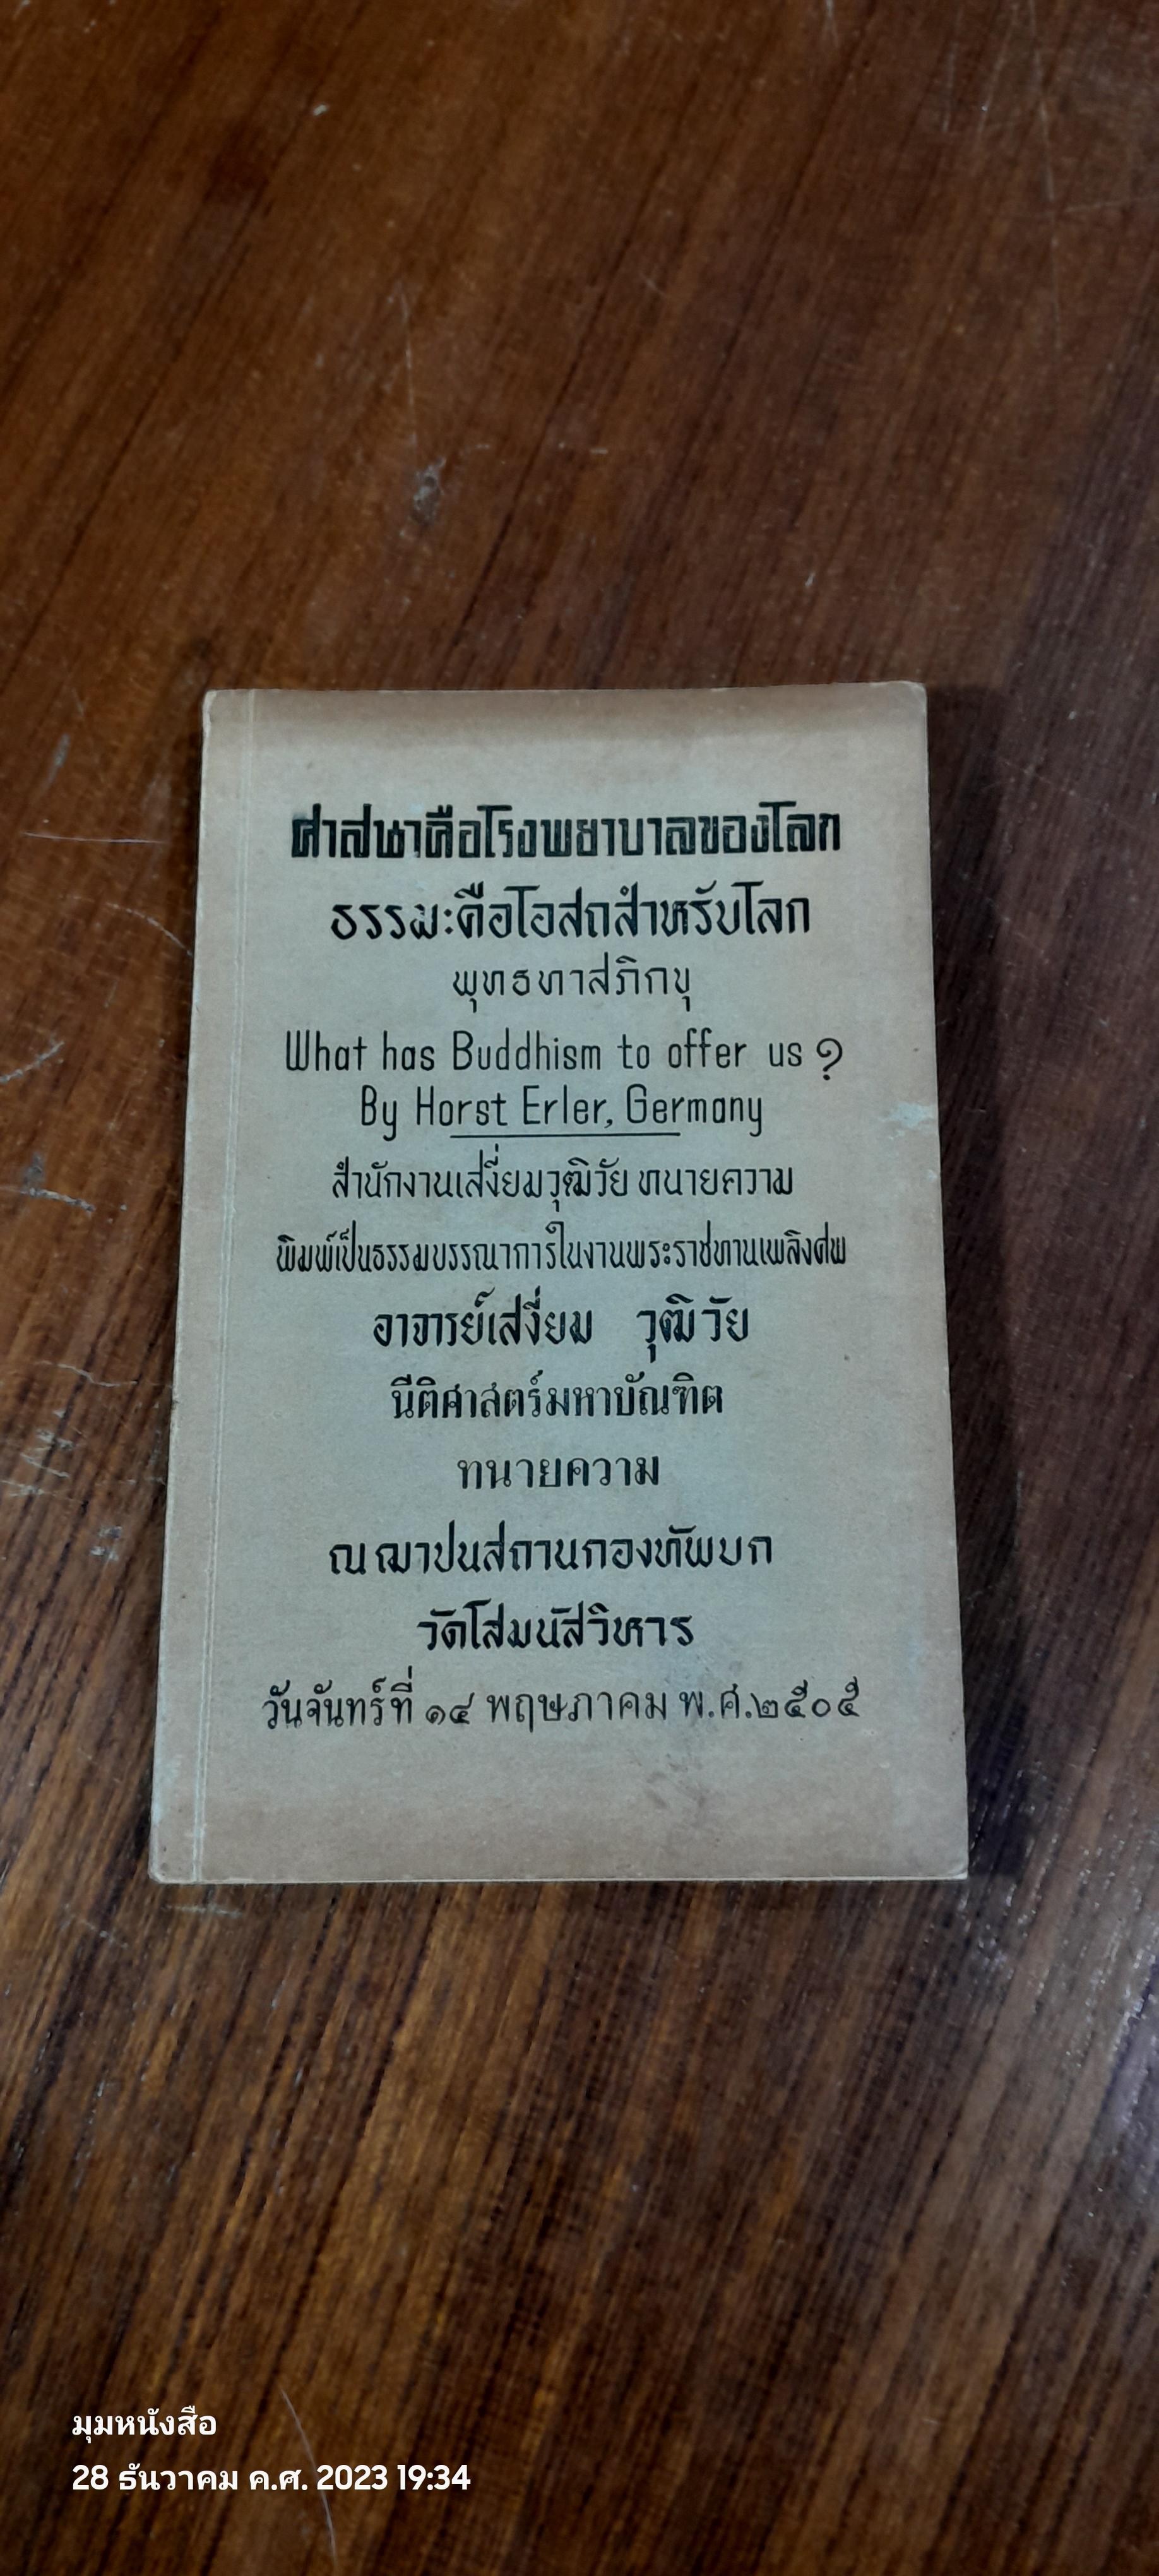 ศาสนาคือโรงพยาบาลของโลก
ธรรมะคือโอสถสำหรับโลก
พุทธทาสภิกขุ
What has Buddhism to offer us ?
By Horst Erler, Germany
สำนักงานเสงี่ยมวุฒิวัย ทนายความ
พิมพ์เป็นธรรมบรรณาการในงานพระราชทานเพลิงศพ
อาจารย์เสงี่ยม วุฒิวัย
นีติศาสตร์มหาบัณฑิต
ทนายความ
ณ ฌาปนสถานกองทัพบก
วัดโสมนัสวิหาร
วันจันทร์ที่ ๑๔ พฤษภาคม พ.ศ.๒๕๐๕
มุมหนังสือ
28 ธันวาคม ค.ศ. 2023 19:34